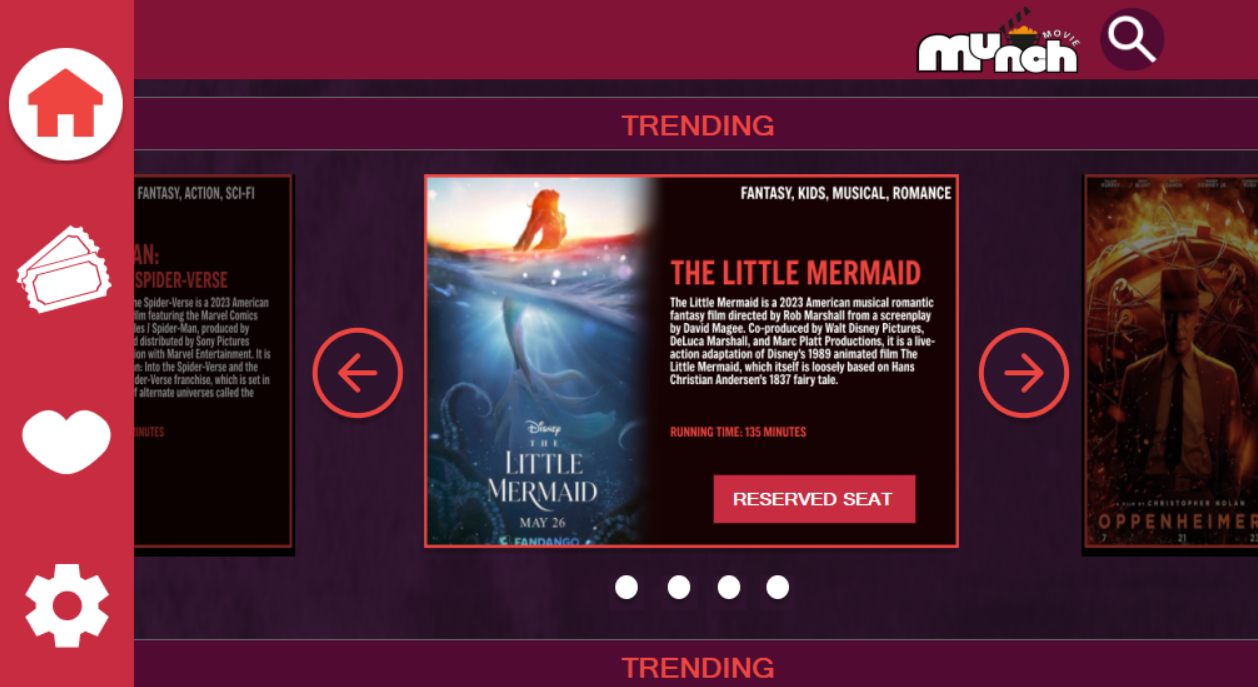 munch
MOVIE
TRENDING
FANTASY, ACTION, SCI-FI
AN:
SPIDER-VERSE
he Spider-Verse is a 2023 American
ilm featuring the Marvel Comics
les / Spider-Man, produced by
d distributed by Sony Pictures
ion with Marvel Entertainment. It is
n: Into the Spider-Verse and the
der-Verse franchise, which is set in
f alternate universes called the
MINUTES
Disney
THE
LITTLE
MERMAID
MAY 26
FANDANGO
FANTASY, KIDS, MUSICAL, ROMANCE
THE LITTLE MERMAID
The Little Mermaid is a 2023 American musical romantic
fantasy film directed by Rob Marshall from a screenplay
by David Magee. Co-produced by Walt Disney Pictures,
DeLuca Marshall, and Marc Platt Productions, it is a live-
action adaptation of Disney's 1989 animated film The
Little Mermaid, which itself is loosely based on Hans
Christian Andersen's 1837 fairy tale.
RUNNING TIME: 135 MINUTES
RESERVED SEAT
A FILM BY CHRISTOPHER NOLAN
OPPENHEIMER
7 21 23
TRENDING